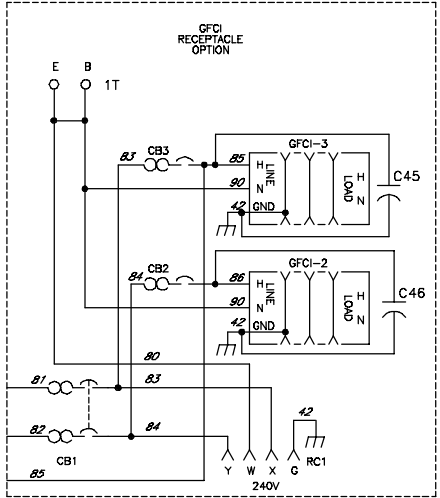 GFCI
RECEPTACLE
OPTION
E B
1T
CB3 GFCI-3
83 85 H LINE H LOAD C45
90 N N
42 GND
CB2 GFCI-2
84 86 H LINE H LOAD C46
90 N N
42 GND
80
81 83
82 84 42
CB1 Y W X G RC1
85 240V